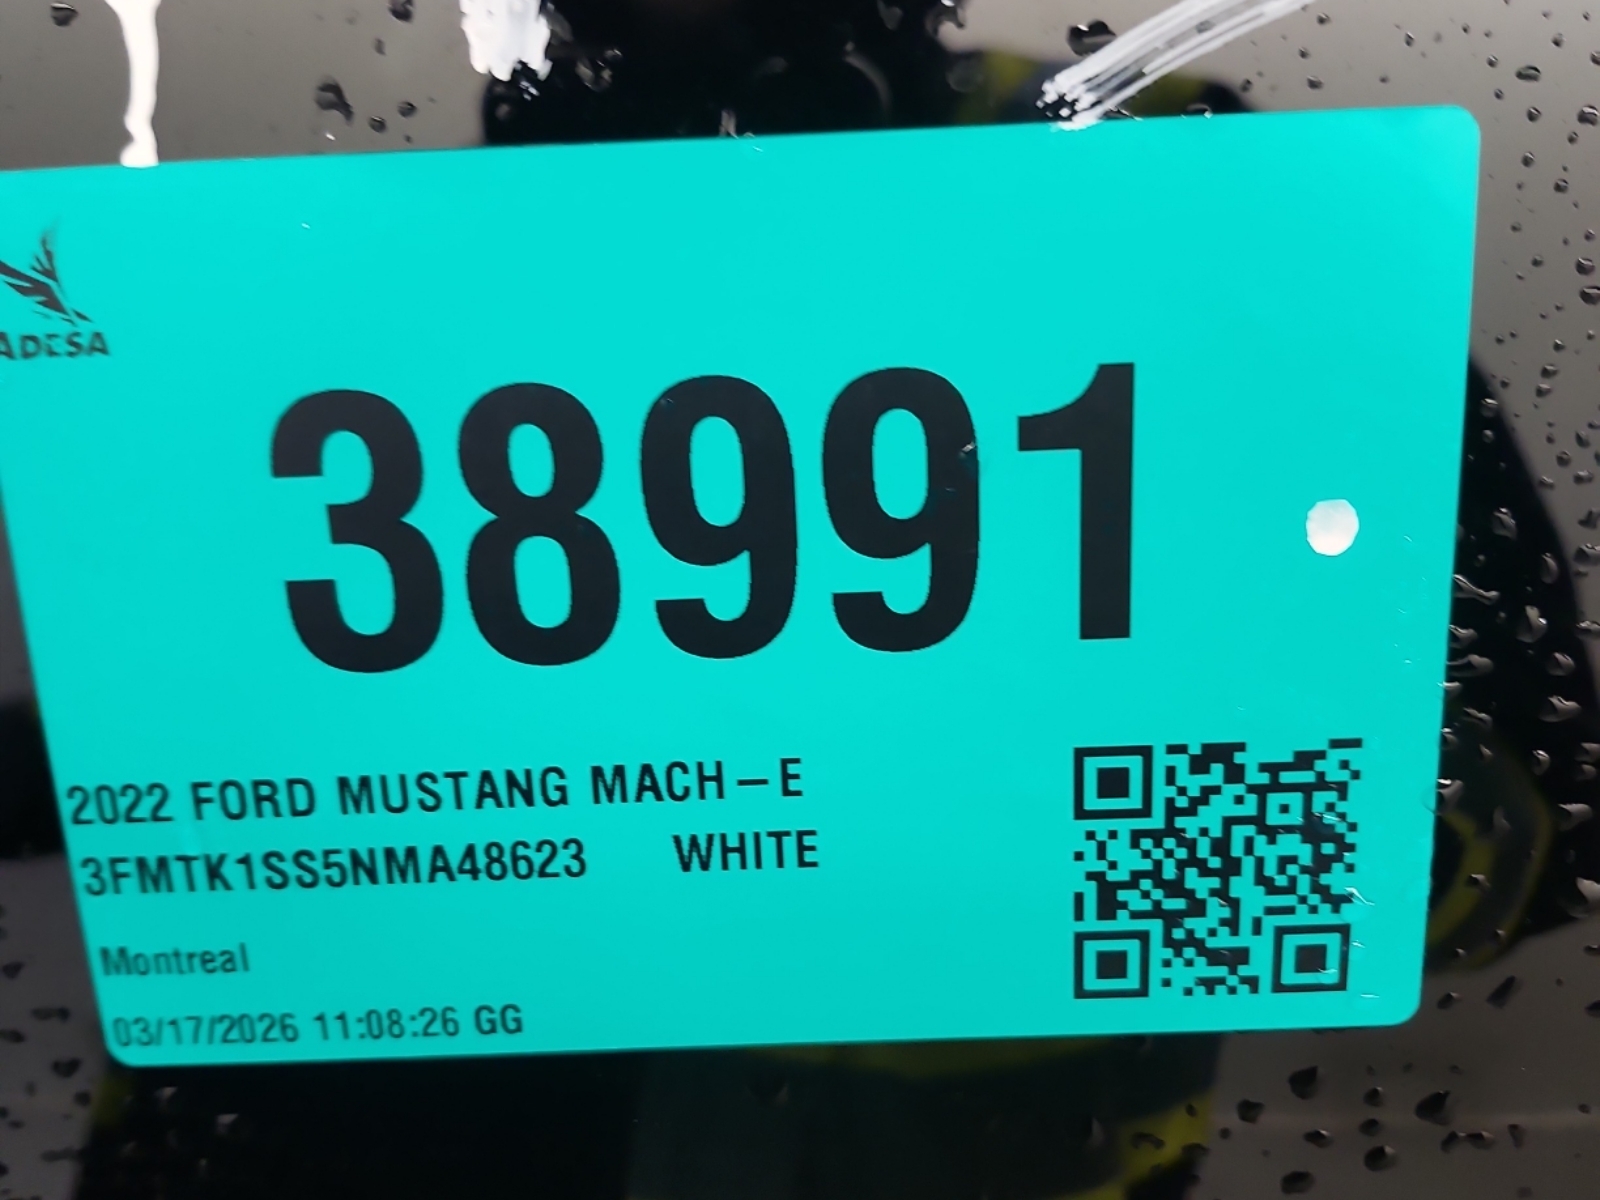 ADESA
38991
2022 FORD MUSTANG MACH-E
3FMTK1SS5NMA48623 WHITE
Montreal
03/17/2026 11:08:26 GG